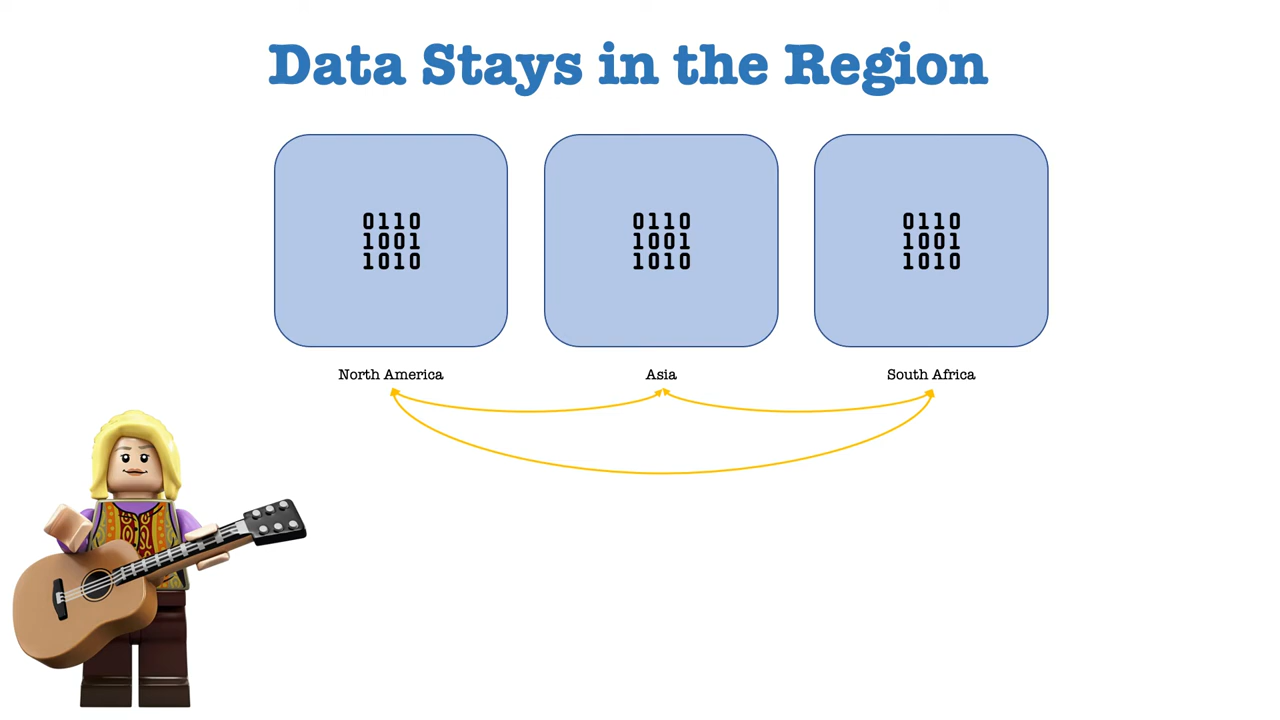 Data Stays in the Region
0110
1001
1010
0110
1001
1010
0110
1001
1010
North America
Asia
South Africa